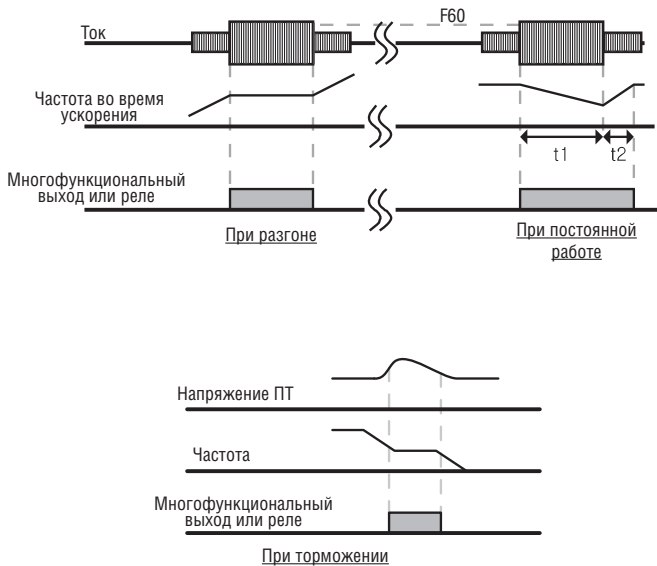 F60
Ток
Частота во время
ускорения
t1
t2
Многофункциональный
выход или реле
При разгоне
При постоянной
работе
Напряжение ПТ
Частота
Многофункциональный
выход или реле
При торможении